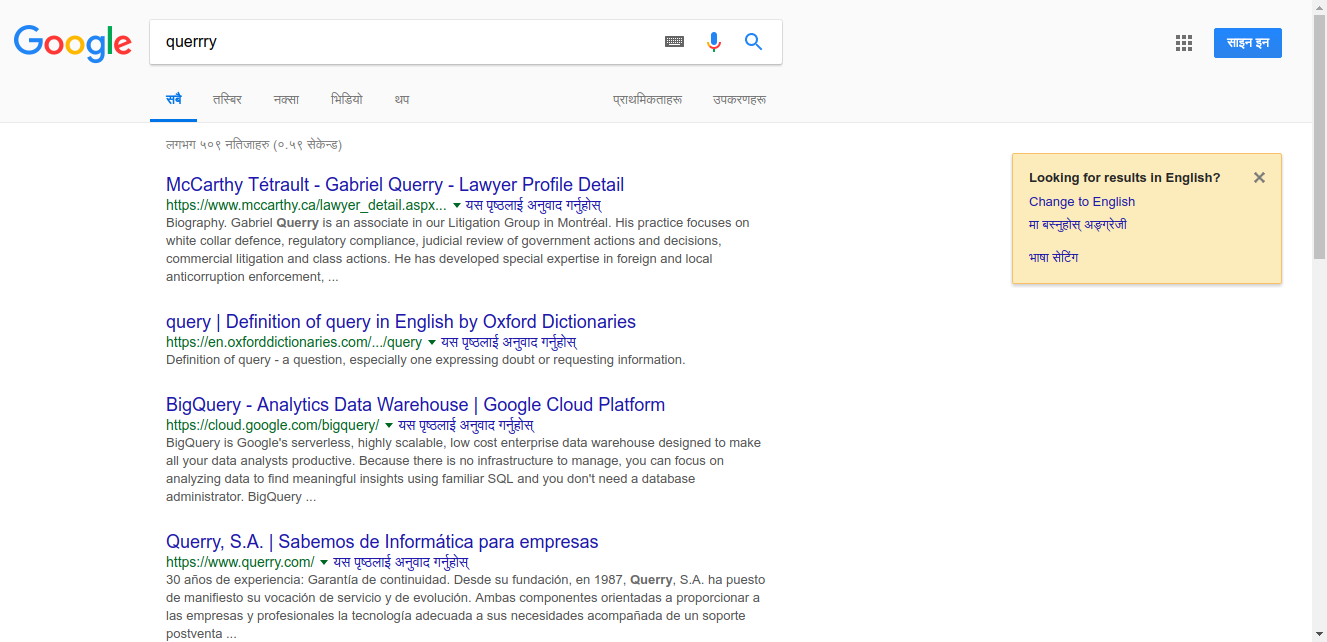 Google
querrry
साइन इन
सबै तस्बिर नक्सा भिडियो थप प्राथमिकताहरू उपकरणहरू
लगभग ५०९ नतिजाहरु (०.५९ सेकेन्ड)
McCarthy Tétrault - Gabriel Querry - Lawyer Profile Detail
https://www.mccarthy.ca/lawyer_detail.aspx... यस पृष्ठलाई अनुवाद गर्नुहोस्
Biography. Gabriel Querry is an associate in our Litigation Group in Montréal. His practice focuses on
white collar defence, regulatory compliance, judicial review of government actions and decisions,
commercial litigation and class actions. He has developed special expertise in foreign and local
anticorruption enforcement, ...
query | Definition of query in English by Oxford Dictionaries
https://en.oxforddictionaries.com/.../query यस पृष्ठलाई अनुवाद गर्नुहोस्
Definition of query - a question, especially one expressing doubt or requesting information.
BigQuery - Analytics Data Warehouse | Google Cloud Platform
https://cloud.google.com/bigquery/ यस पृष्ठलाई अनुवाद गर्नुहोस्
BigQuery is Google's serverless, highly scalable, low cost enterprise data warehouse designed to make
all your data analysts productive. Because there is no infrastructure to manage, you can focus on
analyzing data to find meaningful insights using familiar SQL and you don't need a database
administrator. BigQuery ...
Querry, S.A. | Sabemos de Informática para empresas
https://www.querry.com/ यस पृष्ठलाई अनुवाद गर्नुहोस्
30 años de experiencia: Garantía de continuidad. Desde su fundación, en 1987, Querry, S.A. ha puesto
de manifiesto su vocación de servicio y de evolución. Ambas componentes orientadas a proporcionar a
las empresas y profesionales la tecnología adecuada a sus necesidades acompañada de un soporte
postventa ...
Looking for results in English?
Change to English
मा बस्नुहोस् अङ्ग्रेजी
भाषा सेटिंग